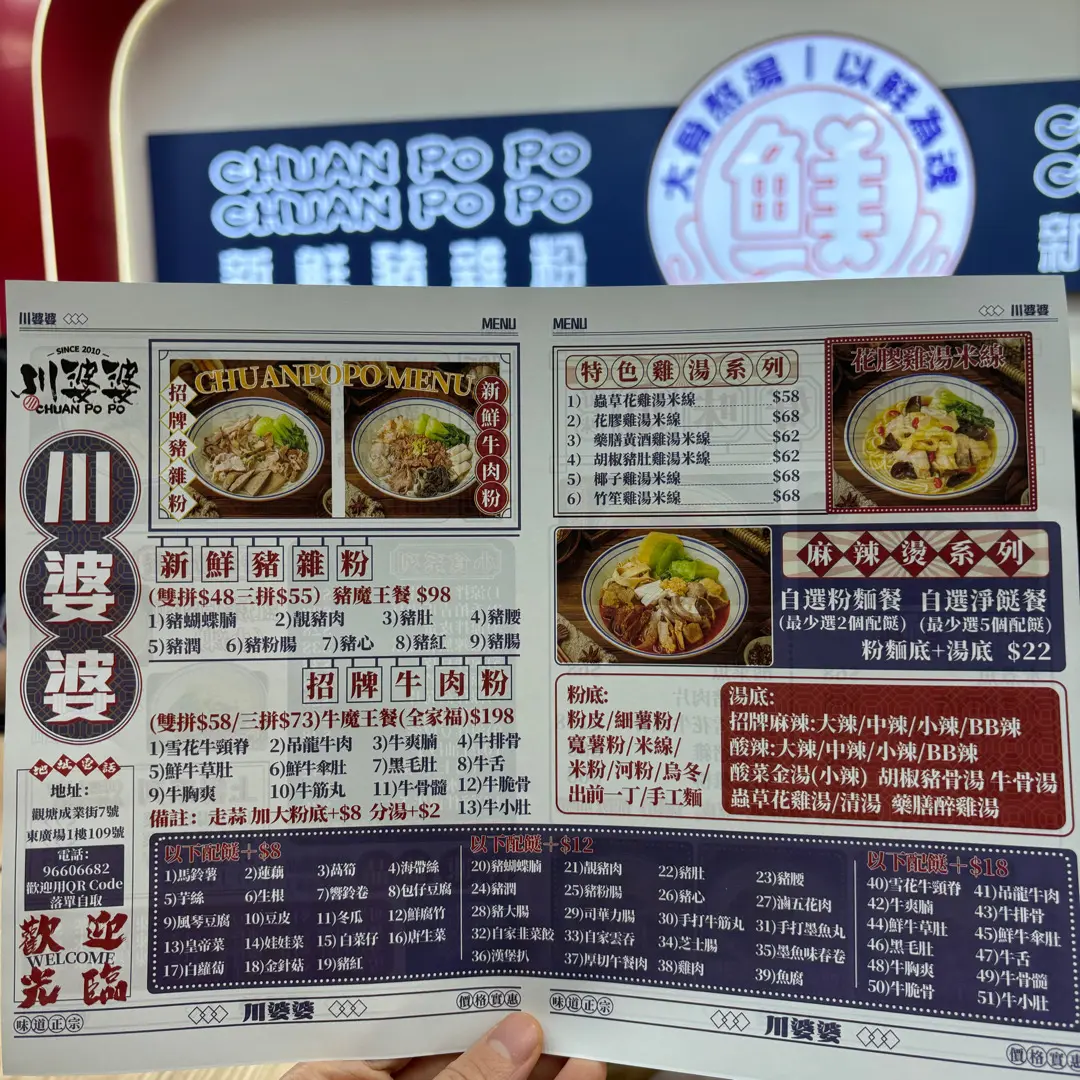 CHUAN PO PO
CHUAN PO PO
新鮮豬雜粉
大骨熬湯 | 以鮮為魂
鮮
川婆婆
MENU
- SINCE 2010 -
川婆婆
CHUAN PO PO
川婆婆
地址電話
地址:
觀塘成業街7號
東廣場1樓109號
電話:
96606682
歡迎用QR Code
落單自取
歡迎
WELCOME
光臨
味道正宗
CHUANPOPO MENU
招牌豬雜粉
新鮮牛肉粉
新鮮豬雜粉
(雙拼$48三拼$55) 豬魔王餐 $98
1)豬蝴蝶腩 2)靚豬肉 3)豬肚 4)豬腰
5)豬潤 6)豬粉腸 7)豬心 8)豬紅 9)豬腸
招牌牛肉粉
(雙拼$58/三拼$73)牛魔王餐(全家福)$198
1)雪花牛頸脊 2)吊龍牛肉 3)牛爽腩 4)牛排骨
5)鮮牛草肚 6)鮮牛傘肚 7)黑毛肚 8)牛舌
9)牛胸爽 10)牛筋丸 11)牛骨髓 12)牛脆骨
備註: 走蒜 加大粉底+$8 分湯+$2 13)牛小肚
MENU
川婆婆
特色雞湯系列
1) 蟲草花雞湯米線 $58
2) 花膠雞湯米線 $68
3) 藥膳黃酒雞湯米線 $62
4) 胡椒豬肚雞湯米線 $62
5) 椰子雞湯米線 $68
6) 竹笙雞湯米線 $68
花膠雞湯米線
麻辣燙系列
自選粉麵餐 自選淨餸餐
(最少選2個配餸) (最少選5個配餸)
粉麵底+湯底 $22
粉底:
粉皮/細薯粉/
寬薯粉/米線/
米粉/河粉/烏冬/
出前一丁/手工麵
湯底:
招牌麻辣:大辣/中辣/小辣/BB辣
酸辣:大辣/中辣/小辣/BB辣
酸菜金湯(小辣) 胡椒豬骨湯 牛骨湯
蟲草花雞湯/清湯 藥膳醉雞湯
以下配餸+$8
1)馬鈴薯 2)蓮藕 3)萵筍 4)海帶絲
5)芋絲 6)生根 7)響鈴卷 8)包仔豆腐
9)風琴豆腐 10)豆皮 11)冬瓜 12)鮮腐竹
13)皇帝菜 14)娃娃菜 15)白菜仔 16)唐生菜
17)白蘿蔔 18)金針菇 19)豬紅
以下配餸+$12
20)豬蝴蝶腩 21)靚豬肉 22)豬肚 23)豬腰
24)豬潤 25)豬粉腸 26)豬心 27)滷五花肉
28)豬大腸 29)司華力腸 30)手打牛筋丸 31)手打墨魚丸
32)自家韭菜餃 33)自家雲吞 34)芝士腸 35)墨魚味春卷
36)漢堡扒 37)厚切午餐肉 38)雞肉 39)魚腐
以下配餸+$18
40)雪花牛頸脊 41)吊龍牛肉
42)牛爽腩 43)牛排骨
44)鮮牛草肚 45)鮮牛傘肚
46)黑毛肚 47)牛舌
48)牛胸爽 49)牛骨髓
50)牛脆骨 51)牛小肚
川婆婆
價格實惠
味道正宗
川婆婆
價格實惠